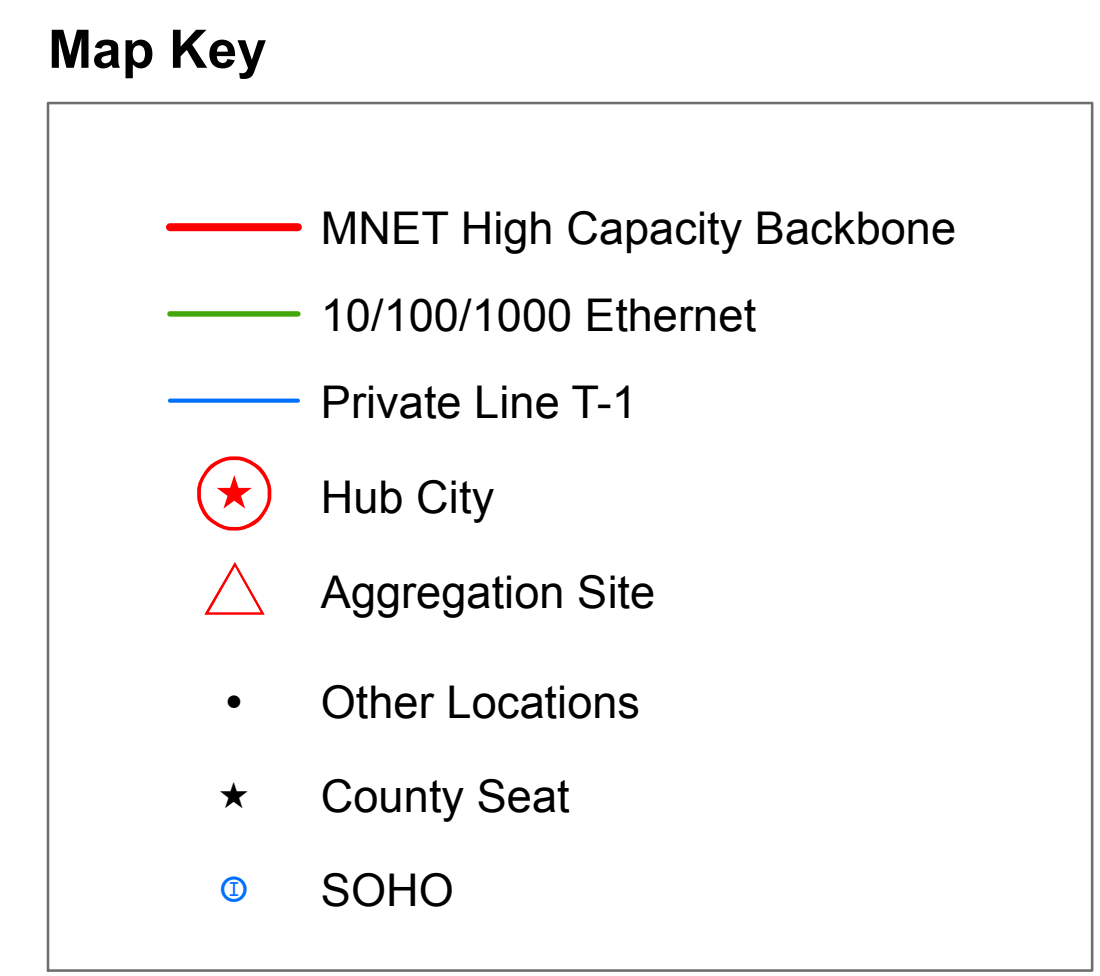 Map Key
MNET High Capacity Backbone
10/100/1000 Ethernet
Private Line T-1
Hub City
Aggregation Site
Other Locations
County Seat
I SOHO